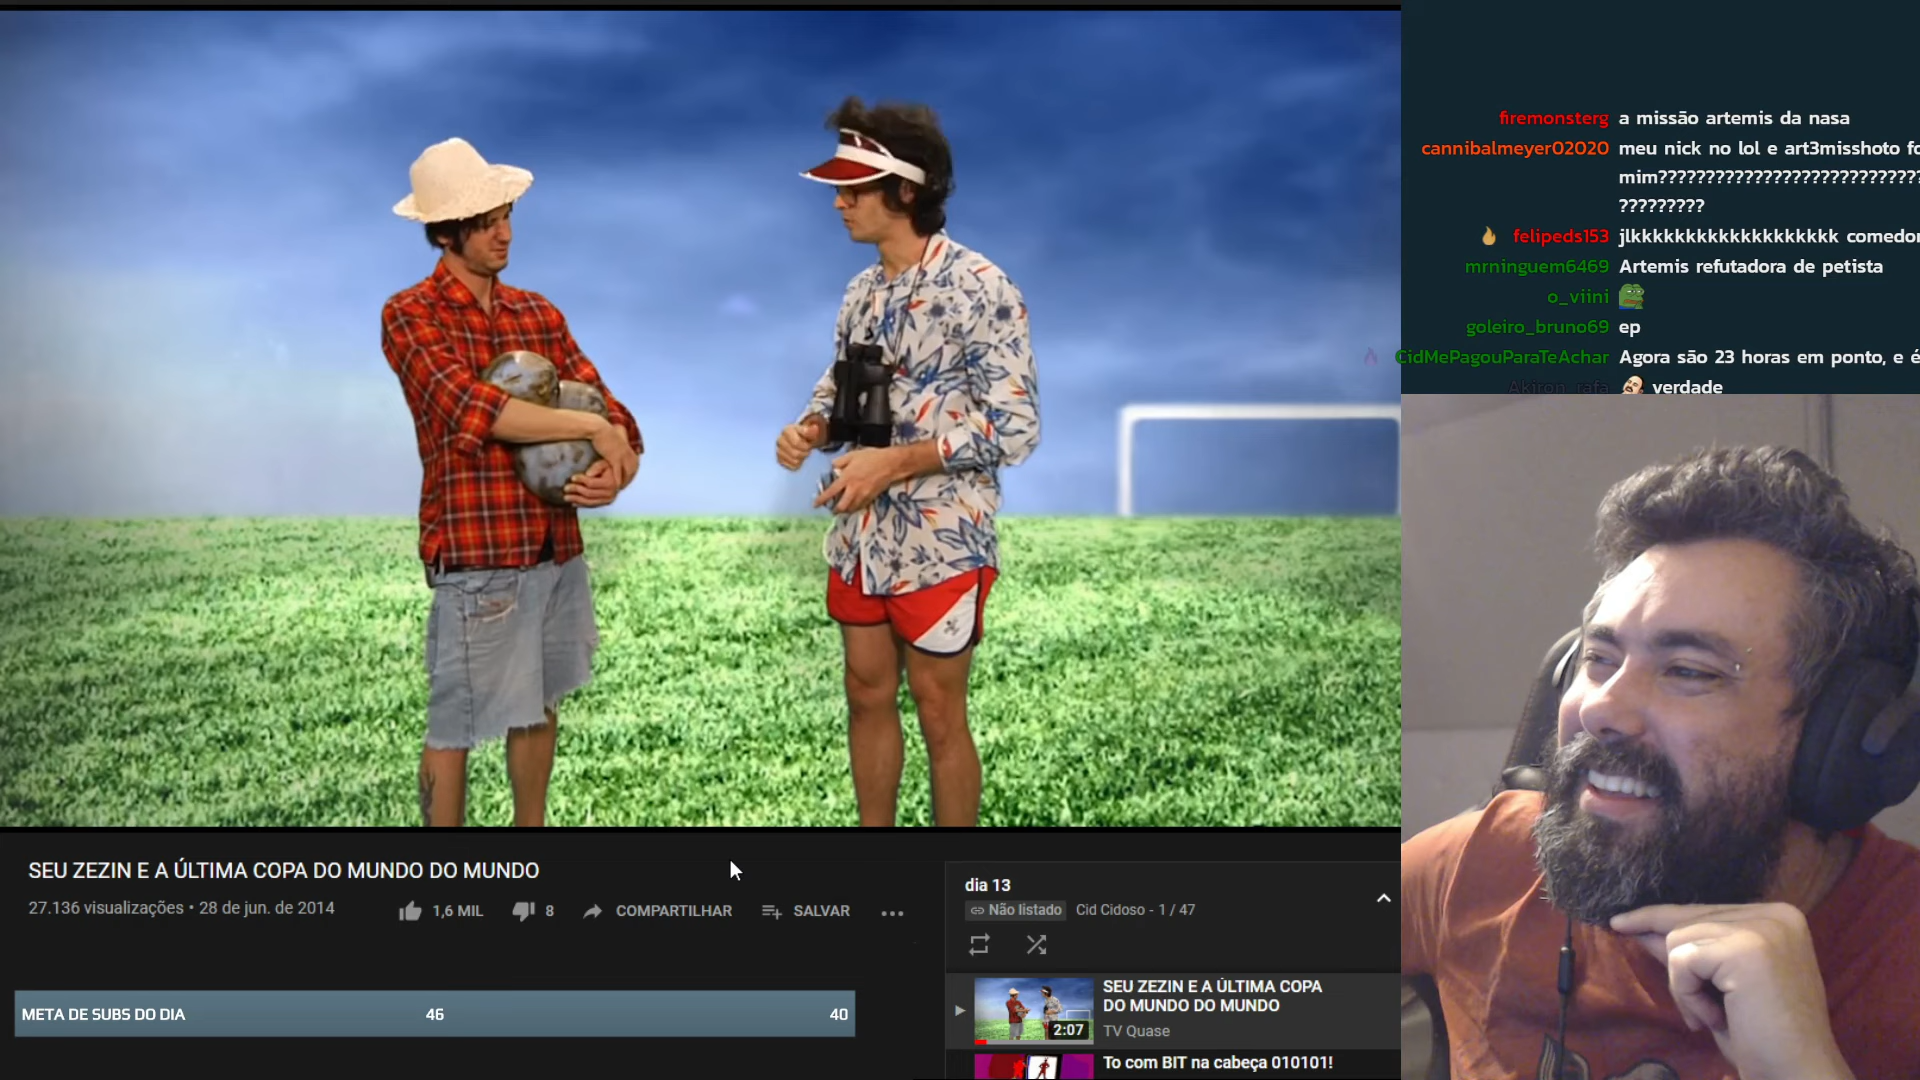 firemonsterg a missão artemis da nasa
cannibalmeyer02020 meu nick no lol e art3misshoto fo
mim???????????????????????????
?????????
felipeds153 jlkkkkkkkkkkkkkkkkkkk comedor
mrninguem6469 Artemis refutadora de petista
o_viini
goleiro_bruno69 ep
CidMePagouParaTeAchar Agora são 23 horas em ponto, e é
Akiron_rafa verdade
SEU ZEZIN E A ÚLTIMA COPA DO MUNDO DO MUNDO
27.136 visualizações • 28 de jun. de 2014
1,6 MIL 8 COMPARTILHAR SALVAR
META DE SUBS DO DIA 46 40
dia 13
Não listado Cid Cidoso - 1 / 47
SEU ZEZIN E A ÚLTIMA COPA
DO MUNDO DO MUNDO
2:07 TV Quase
To com BIT na cabeça 010101!